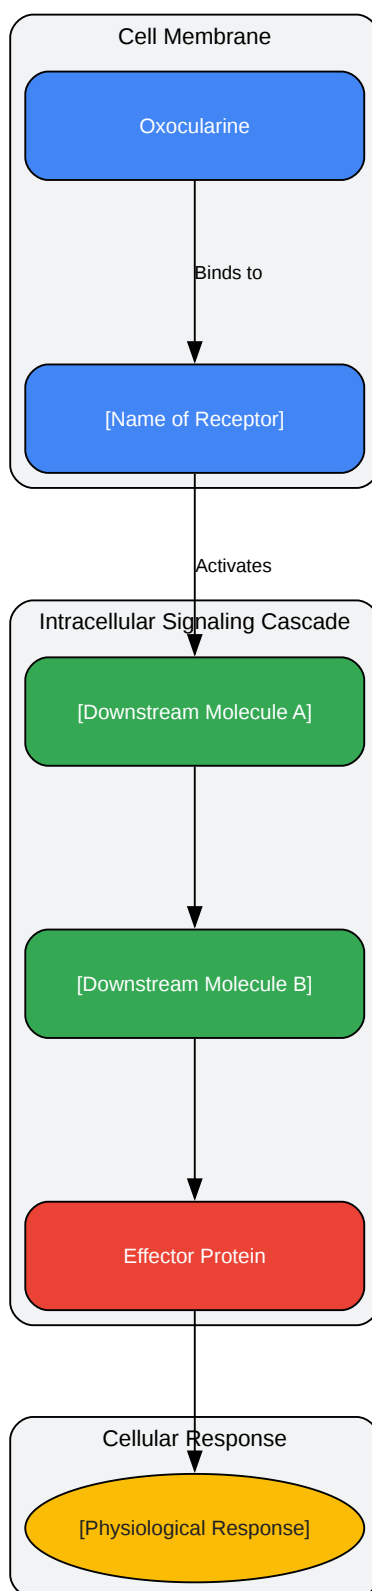 Cell Membrane
Oxocularine
Binds to
[Name of Receptor]
Activates
Intracellular Signaling Cascade
[Downstream Molecule A]
[Downstream Molecule B]
Effector Protein
Cellular Response
[Physiological Response]